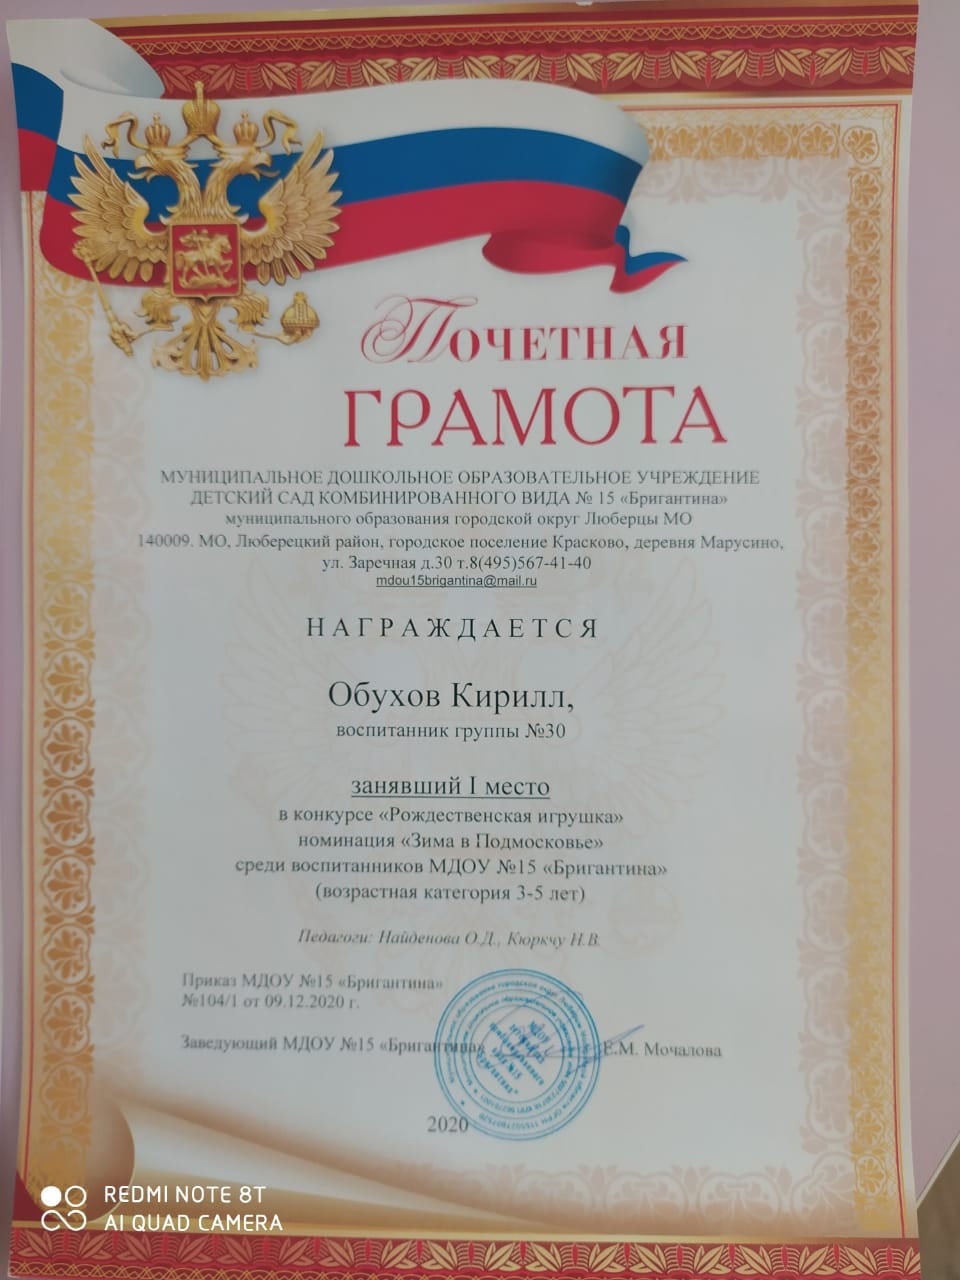 Почетная
ГРАМОТА
МУНИЦИПАЛЬНОЕ ДОШКОЛЬНОЕ ОБРАЗОВАТЕЛЬНОЕ УЧРЕЖДЕНИЕ
ДЕТСКИЙ САД КОМБИНИРОВАННОГО ВИДА № 15 «Бригантина»
муниципального образования городской округ Люберцы МО
140009. МО, Люберецкий район, городское поселение Красково, деревня Марусино,
ул. Заречная д.30 т.8(495)567-41-40
mdou15brigantina@mail.ru
НАГРАЖДАЕТСЯ
Обухов Кирилл,
воспитанник группы №30
занявший I место
в конкурсе «Рождественская игрушка»
номинация «Зима в Подмосковье»
среди воспитанников МДОУ №15 «Бригантина»
(возрастная категория 3-5 лет)
Педагоги: Найденова О.Д., Кюркчу Н.В.
Приказ МДОУ №15 «Бригантина»
№104/1 от 09.12.2020 г.
Заведующий МДОУ №15 «Бригантина» Е.М. Мочалова
2020
REDMI NOTE 8T
AI QUAD CAMERA